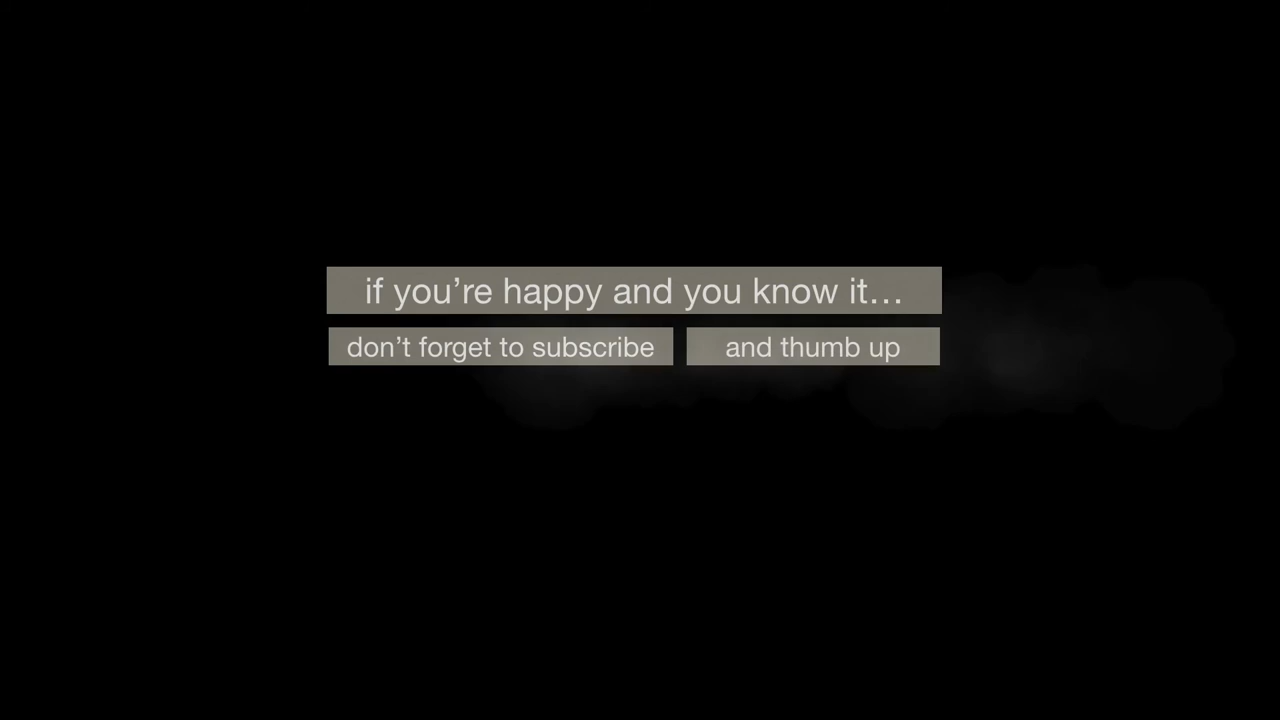 if you’re happy and you know it…
don’t forget to subscribe and thumb up